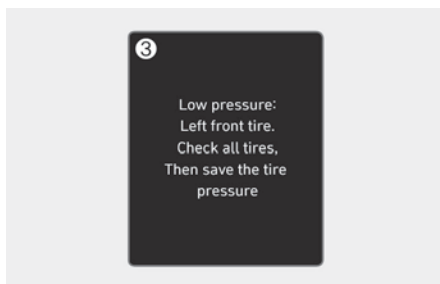 3
Low pressure:
Left front tire.
Check all tires,
Then save the tire
pressure